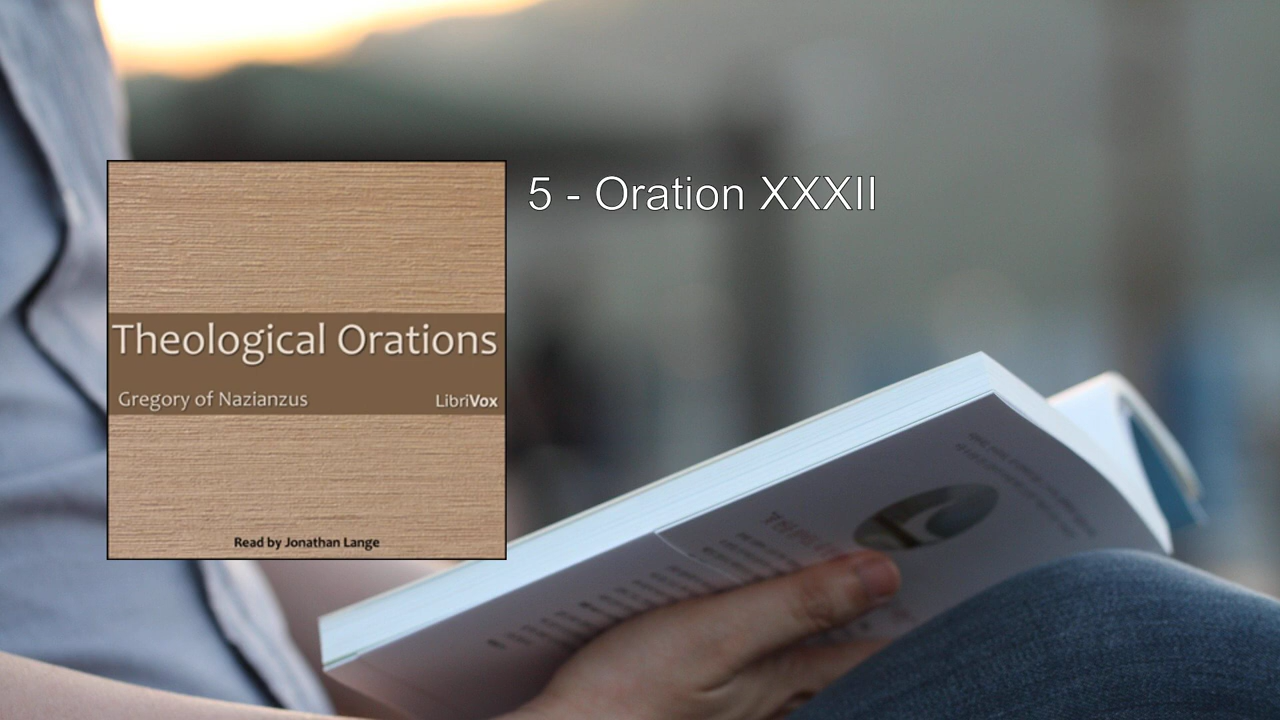 5 - Oration XXXII
Theological Orations
Gregory of Nazianzus
LibriVox
Read by Jonathan Lange